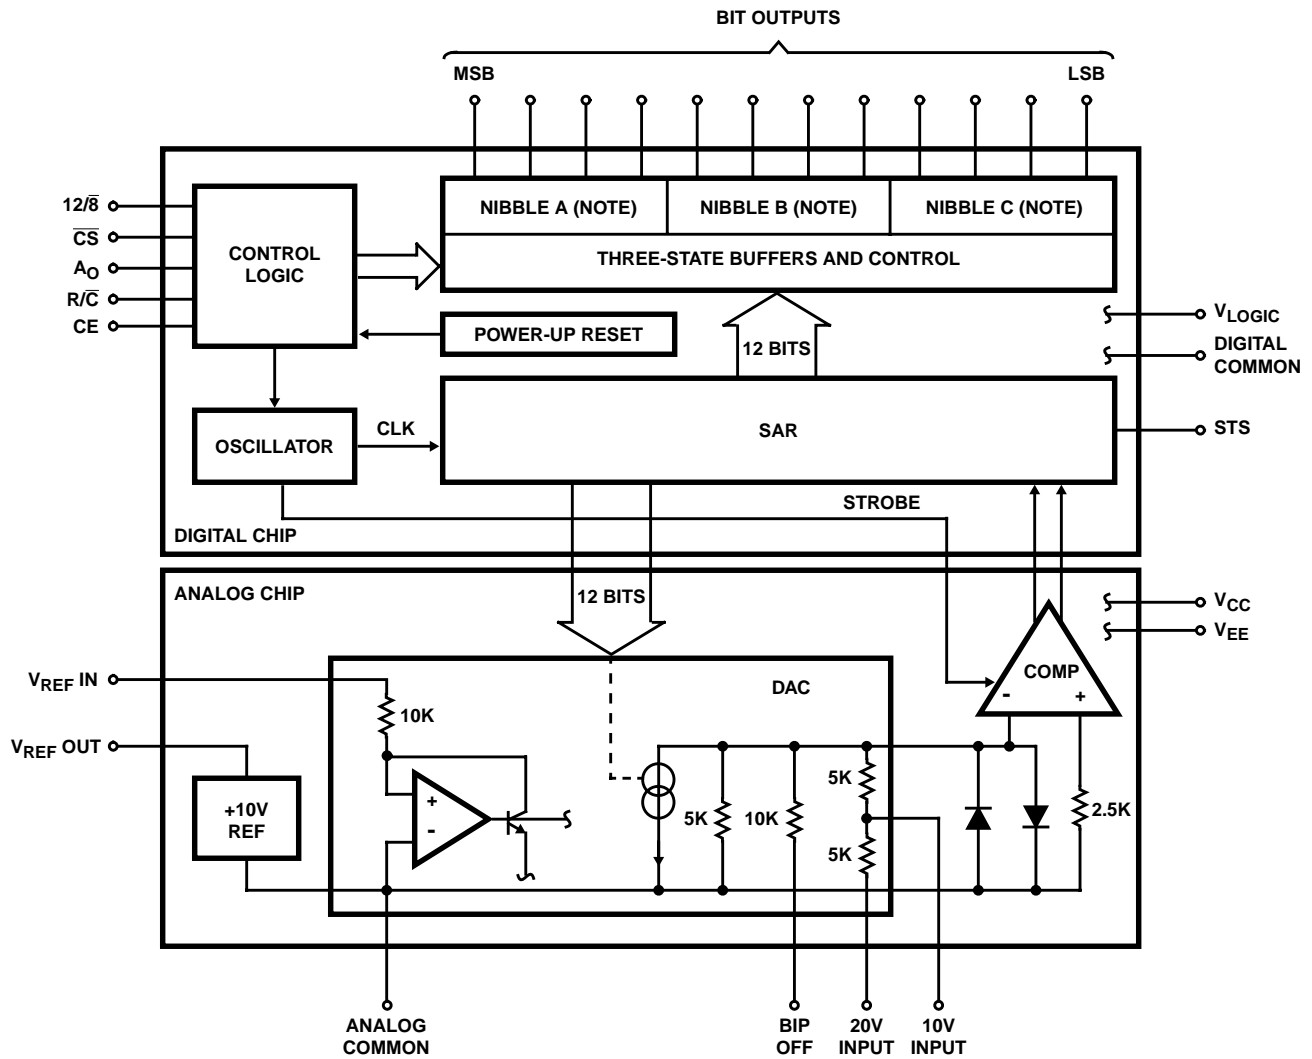 BIT OUTPUTS
MSB
LSB
12/8̅
C̅S̅
AO
R/C̅
CE
CONTROL
LOGIC
NIBBLE A (NOTE)
NIBBLE B (NOTE)
NIBBLE C (NOTE)
THREE-STATE BUFFERS AND CONTROL
POWER-UP RESET
12 BITS
VLOGIC
DIGITAL
COMMON
OSCILLATOR
CLK
SAR
STS
STROBE
DIGITAL CHIP
ANALOG CHIP
12 BITS
VCC
VEE
COMP
-
+
VREF IN
DAC
10K
VREF OUT
+10V
REF
+
-
5K
10K
5K
5K
2.5K
ANALOG
COMMON
BIP
OFF
20V
INPUT
10V
INPUT